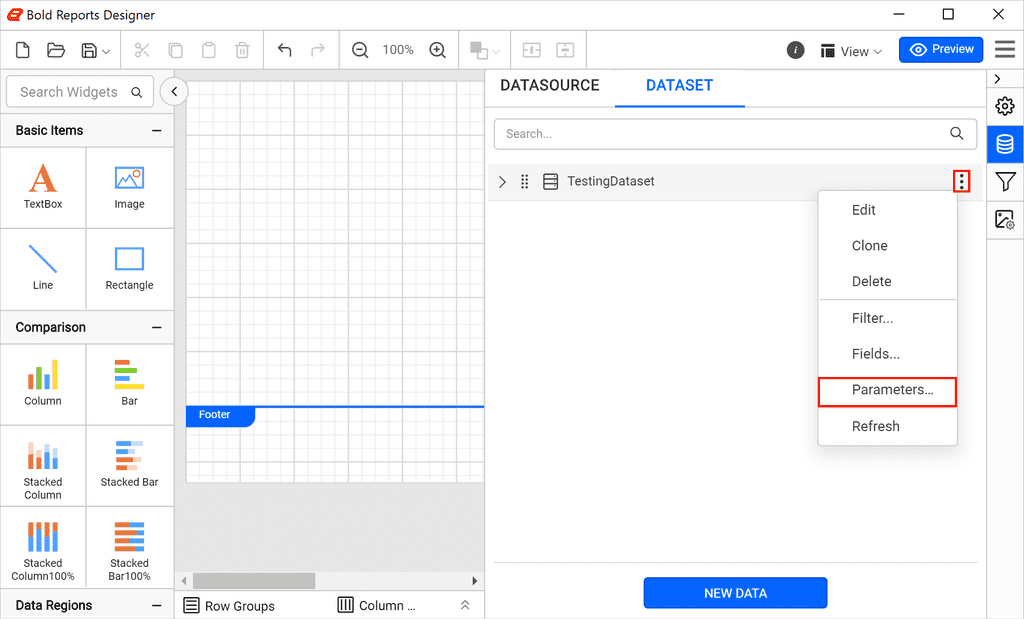 Bold Reports Designer
100%
View
Preview
Search Widgets
Basic Items
TextBox
Image
Line
Rectangle
Comparison
Column
Bar
Stacked
Column
Stacked Bar
Stacked
Column100%
Stacked
Bar100%
Data Regions
Footer
Row Groups
Column ...
DATASOURCE
DATASET
Search...
TestingDataset
Edit
Clone
Delete
Filter...
Fields...
Parameters...
Refresh
NEW DATA